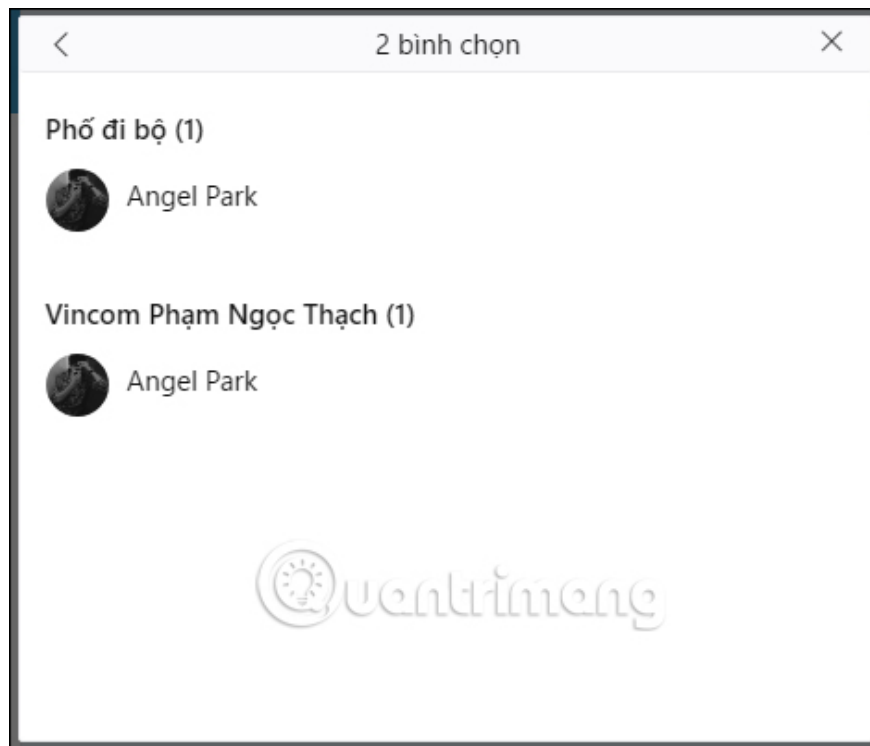 2 bình chọn
Phố đi bộ (1)
Angel Park
Vincom Phạm Ngọc Thạch (1)
Angel Park
Quantrimang